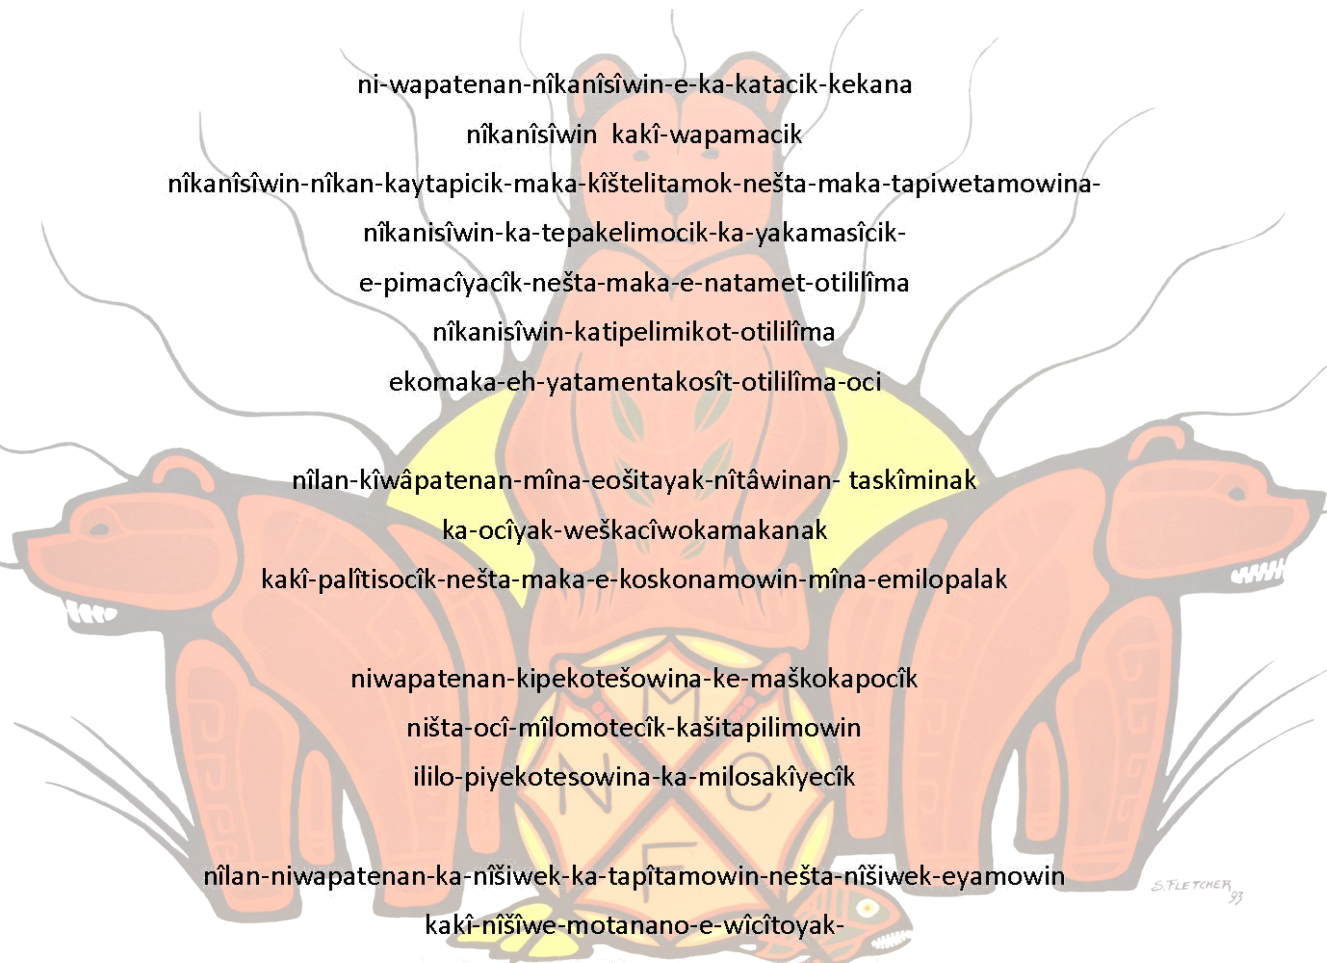 ni-wapatenan-nîkanîsîwin-e-ka-katacik-kekana
nîkanîsîwin kakî-wapamacik
nîkanîsîwin-nîkan-kaytapicik-maka-kîštelitamok-nešta-maka-tapiwetamowina-
nîkanisîwin-ka-tepakelimocik-ka-yakamasîcik-
e-pimacîyacîk-nešta-maka-e-natamet-otililîma
nîkanisîwin-katipelimikot-otililîma
ekomaka-eh-yatamentakosît-otililîma-oci
nîlan-kîwâpatenan-mîna-eošitayak-nîtâwinan- taskîminak
ka-ocîyak-weškacîwokamakanak
kakî-palîtisocîk-nešta-maka-e-koskonamowin-mîna-emilopalak
niwapatenan-kipekotešowina-ke-maškokapocîk
ništa-ocî-mîlomotecîk-kašitapilimowin
ililo-piyekotesowina-ka-milosakîyecîk
nîlan-niwapatenan-ka-nîšiwek-ka-tapîtamowin-nešta-nîšiwek-eyamowin
kakî-nîšîwe-motanano-e-wîcîtoyak-
M
N C
F
S. FLETCHER
93